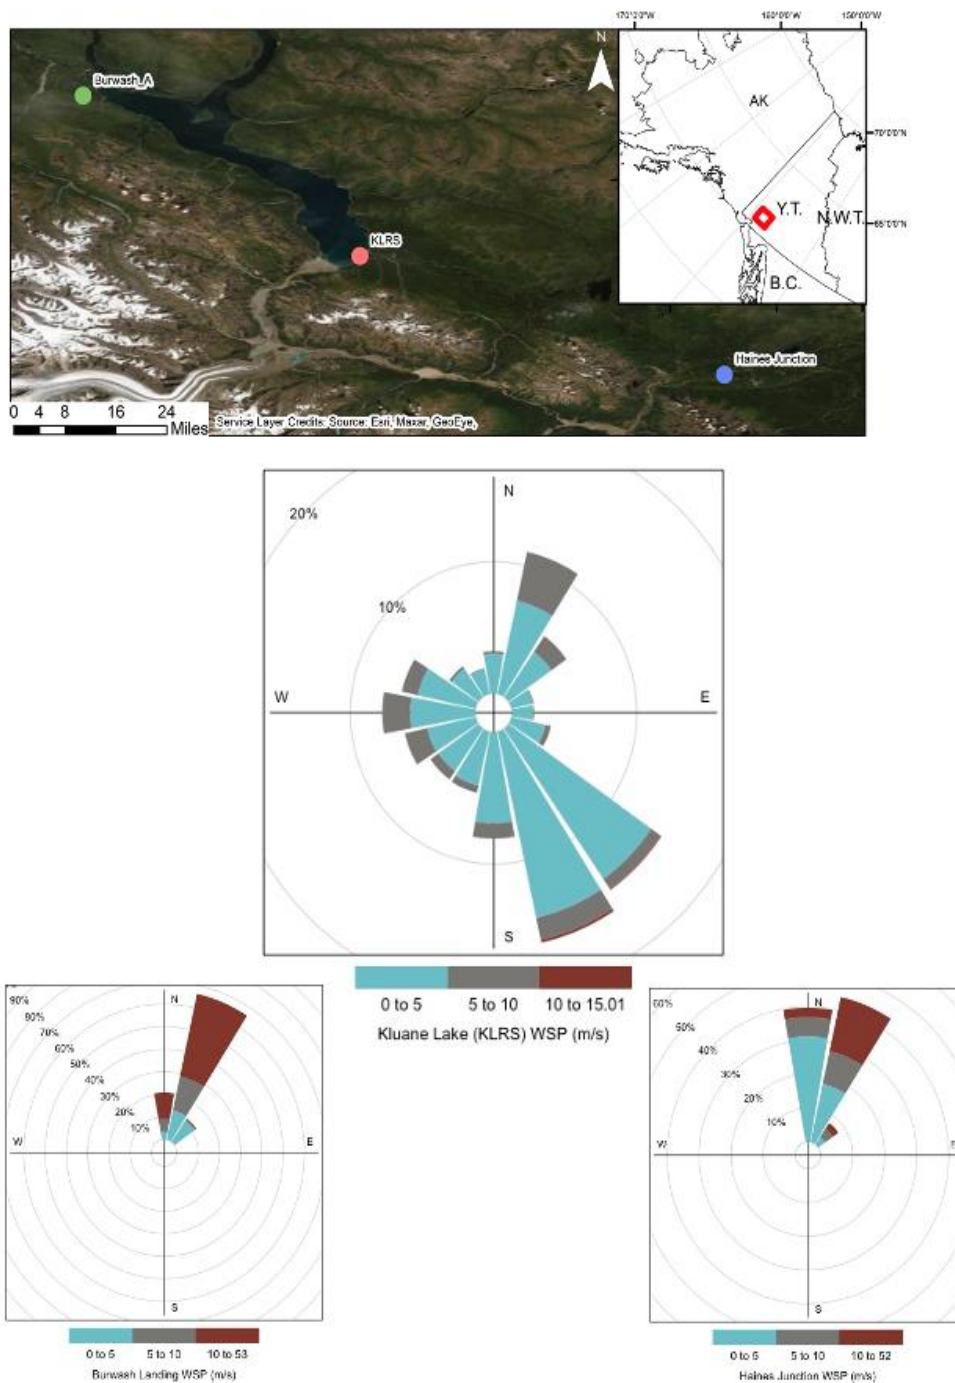 170°0'0"W
160°0'0"W
150°0'0"W
N
Burwash_A
AK
70°0'0"N
KLRS
Y.T.
N.W.T.
65°0'0"N
B.C.
Haines Junction
0 4 8 16 24
Miles
Service Layer Credits: Source: Esri, Maxar, GeoEye,
N
20%
10%
W
E
S
0 to 5 5 to 10 10 to 15.01
Kluane Lake (KLRS) WSP (m/s)
90%
80%
70%
60%
50%
40%
30%
20%
10%
N
W
E
S
0 to 5 5 to 10 10 to 53
Burwash Landing WSP (m/s)
60%
50%
40%
30%
20%
10%
N
W
E
S
0 to 5 5 to 10 10 to 52
Haines Junction WSP (m/s)